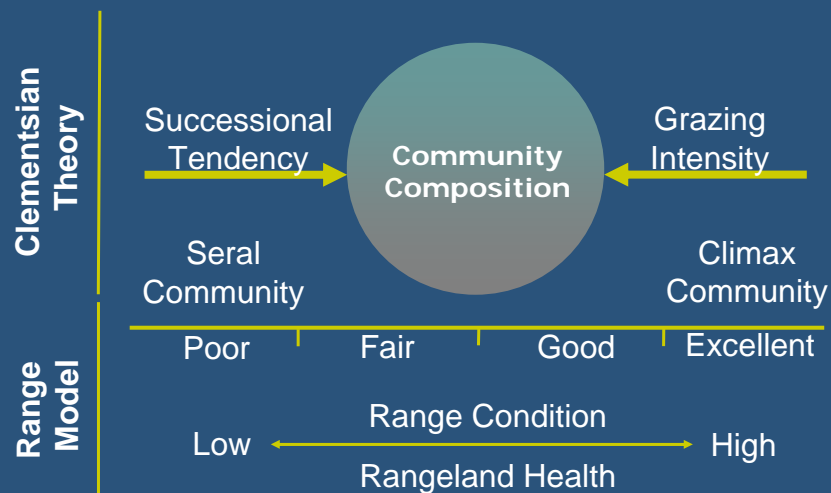 Clementsian
Theory
Successional
Tendency
Community
Composition
Grazing
Intensity
Seral
Community
Climax
Community
Range
Model
Poor
Fair
Good
Excellent
Range Condition
Low
High
Rangeland Health